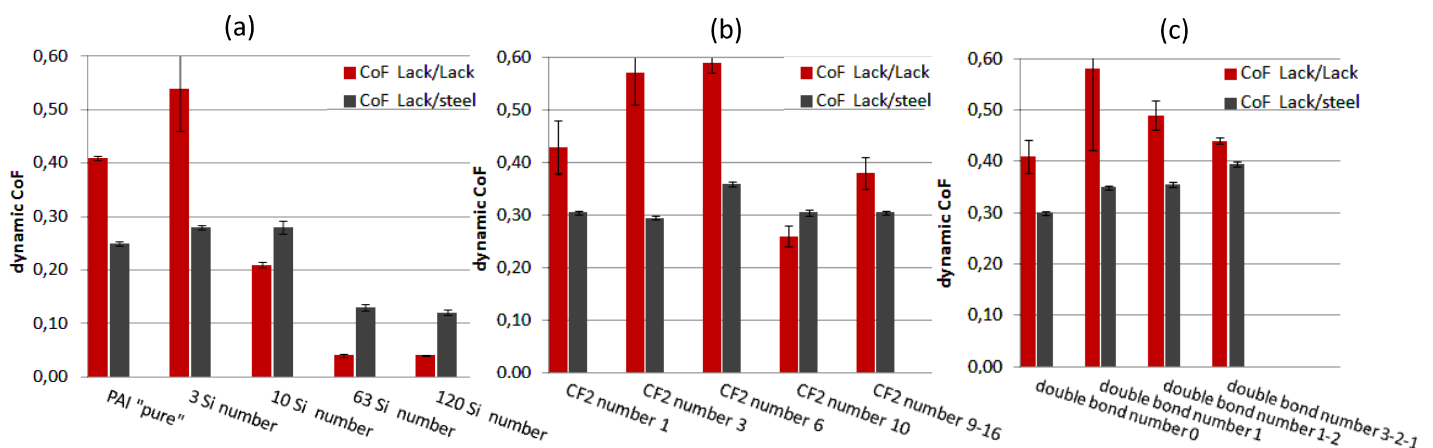 (a)
0,60
0,50
0,40
0,30
0,20
0,10
0,00
dynamic CoF
CoF Lack/Lack
CoF Lack/steel
PAI "pure"
3 Si number
10 Si number
63 Si number
120 Si number
(b)
0,60
0,50
0,40
0,30
0,20
0,10
0.00
dynamic CoF
CoF Lack/Lack
CoF Lack/steel
CF2 number 1
CF2 number 3
CF2 number 6
CF2 number 10
CF2 number 9-16
(c)
0,60
0,50
0,40
0,30
0,20
0,10
0,00
dynamic CoF
CoF Lack/Lack
CoF Lack/steel
double bond number 0
double bond number 1
double bond number 1-2
double bond number 3-2-1